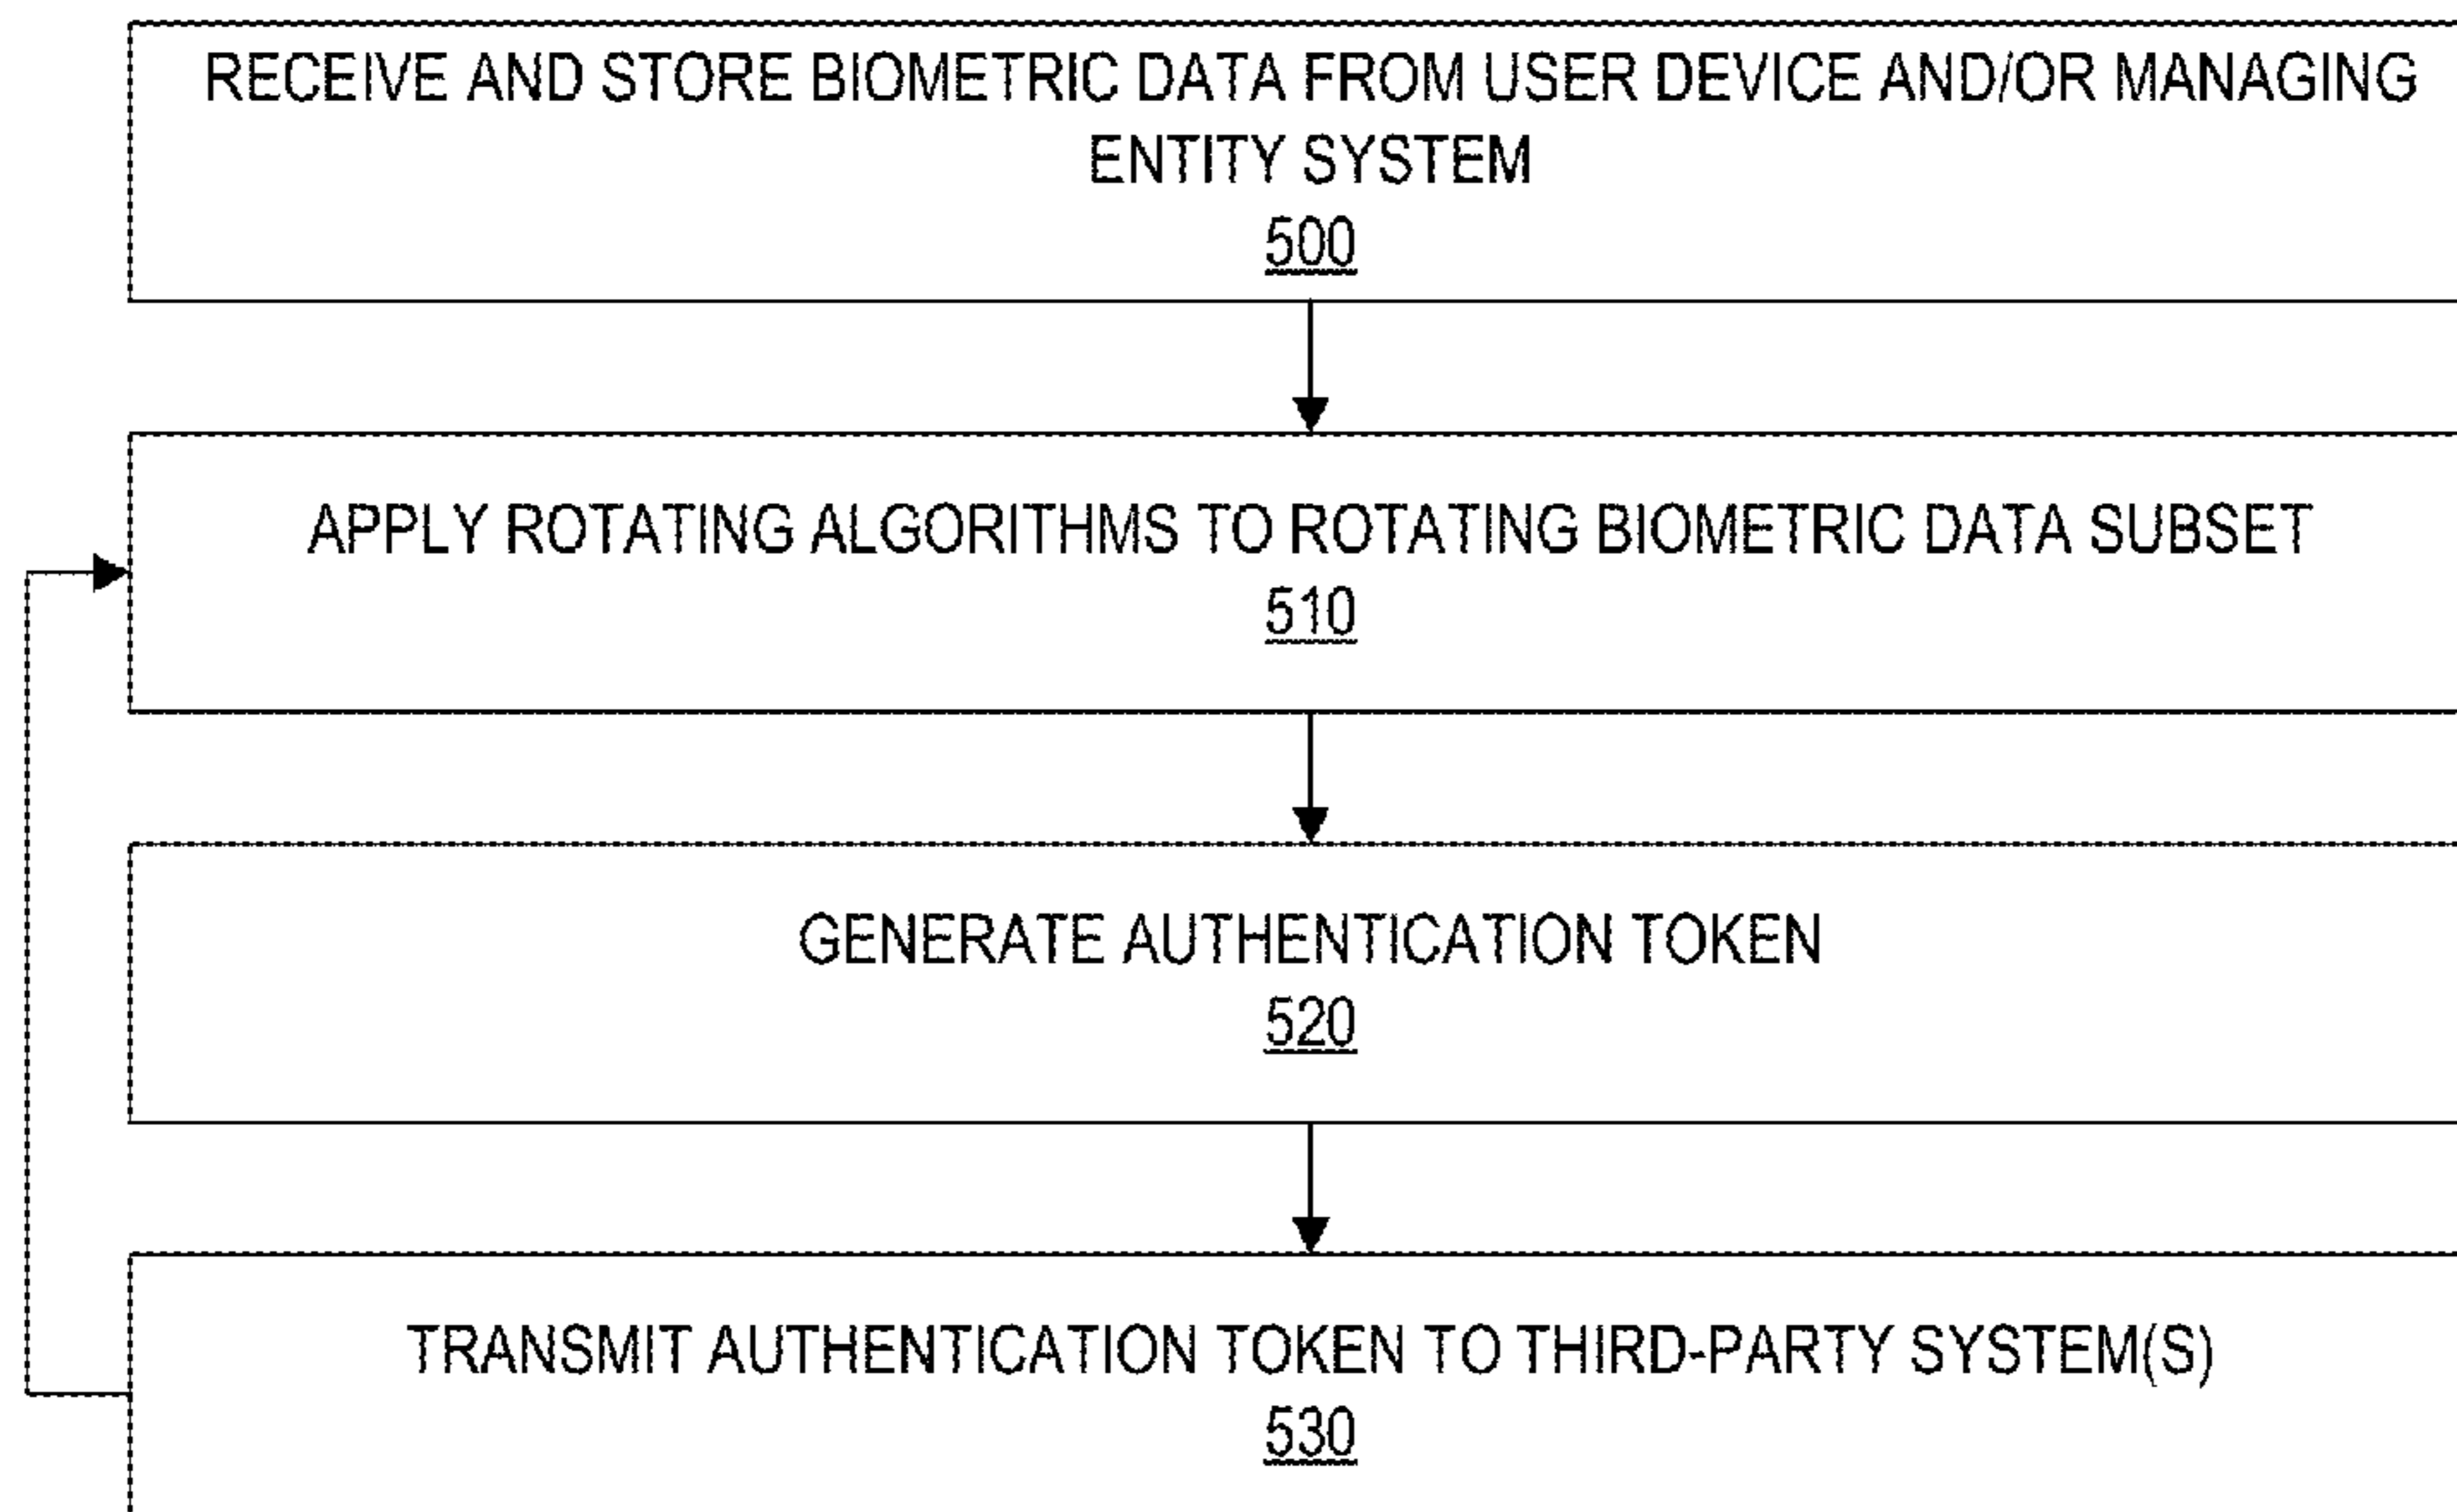 RECEIVE AND STORE BIOMETRIC DATA FROM USER DEVICE AND/OR MANAGING
ENTITY SYSTEM
500
APPLY ROTATING ALGORITHMS TO ROTATING BIOMETRIC DATA SUBSET
510
GENERATE AUTHENTICATION TOKEN
520
TRANSMIT AUTHENTICATION TOKEN TO THIRD-PARTY SYSTEM(S)
530